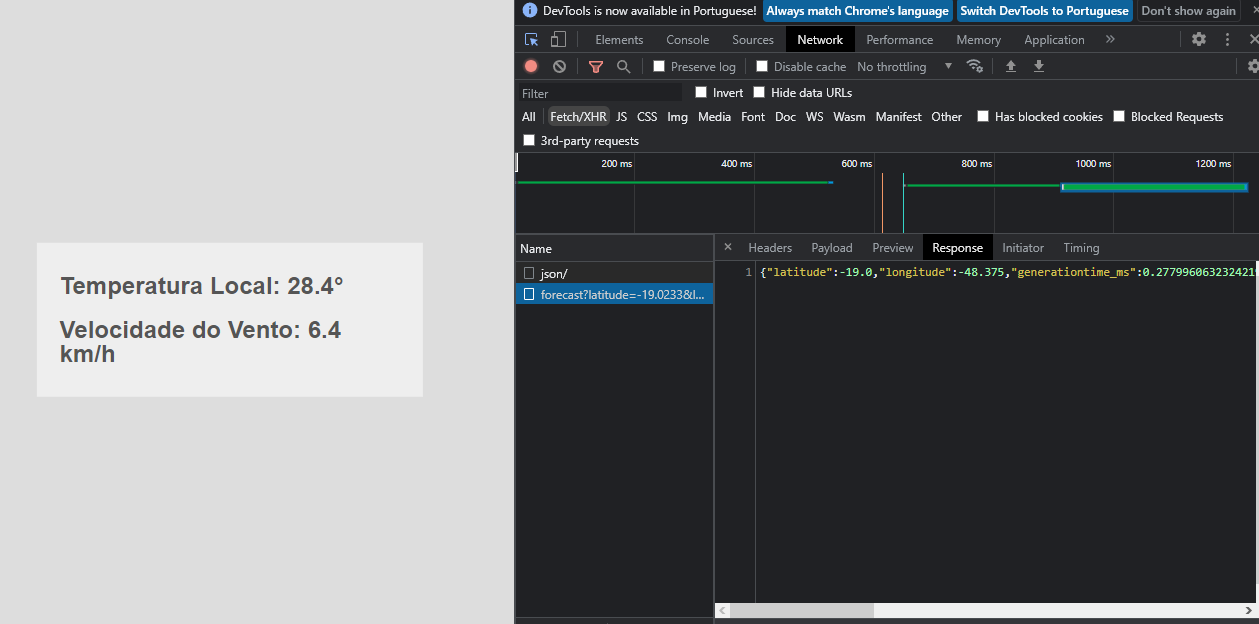 Temperatura Local: 28.4°
Velocidade do Vento: 6.4
km/h
DevTools is now available in Portuguese! Always match Chrome's language Switch DevTools to Portuguese Don't show again
Elements Console Sources Network Performance Memory Application
Preserve log Disable cache No throttling
Filter Invert Hide data URLs
All Fetch/XHR JS CSS Img Media Font Doc WS Wasm Manifest Other Has blocked cookies Blocked Requests
3rd-party requests
200 ms 400 ms 600 ms 800 ms 1000 ms 1200 ms
Name Headers Payload Preview Response Initiator Timing
json/
forecast?latitude=-19.0233&l...
1 {"latitude":-19.0,"longitude":-48.375,"generationtime_ms":0.277996063232421